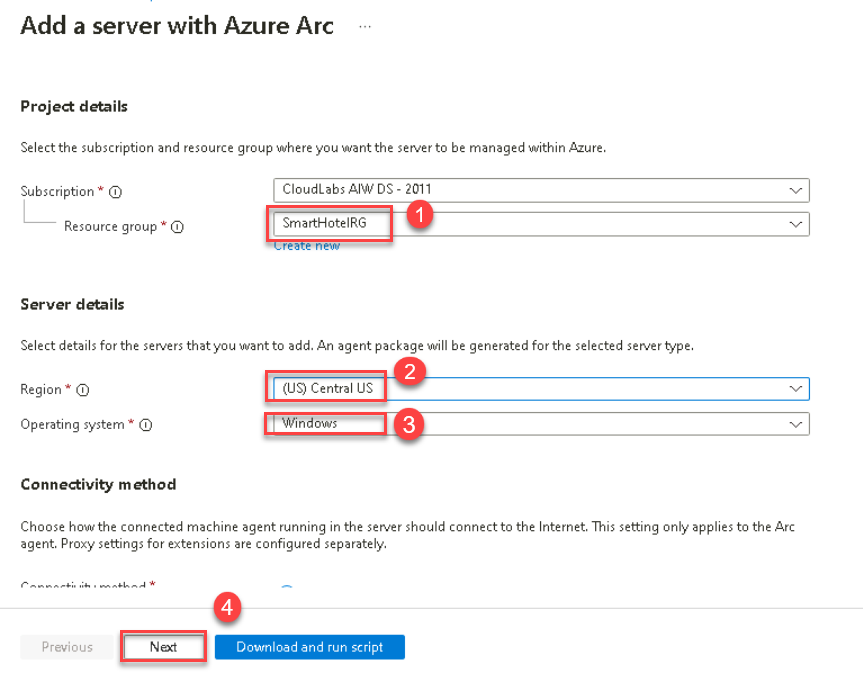 Add a server with Azure Arc ...
Project details
Select the subscription and resource group where you want the server to be managed within Azure.
Subscription * CloudLabs AIW DS - 2011
Resource group * SmartHotelRG 1
Create new
Server details
Select details for the servers that you want to add. An agent package will be generated for the selected server type.
2
Region * (US) Central US
Operating system * Windows 3
Connectivity method
Choose how the connected machine agent running in the server should connect to the Internet. This setting only applies to the Arc
agent. Proxy settings for extensions are configured separately.
Connectivity method *
4
Previous Next Download and run script